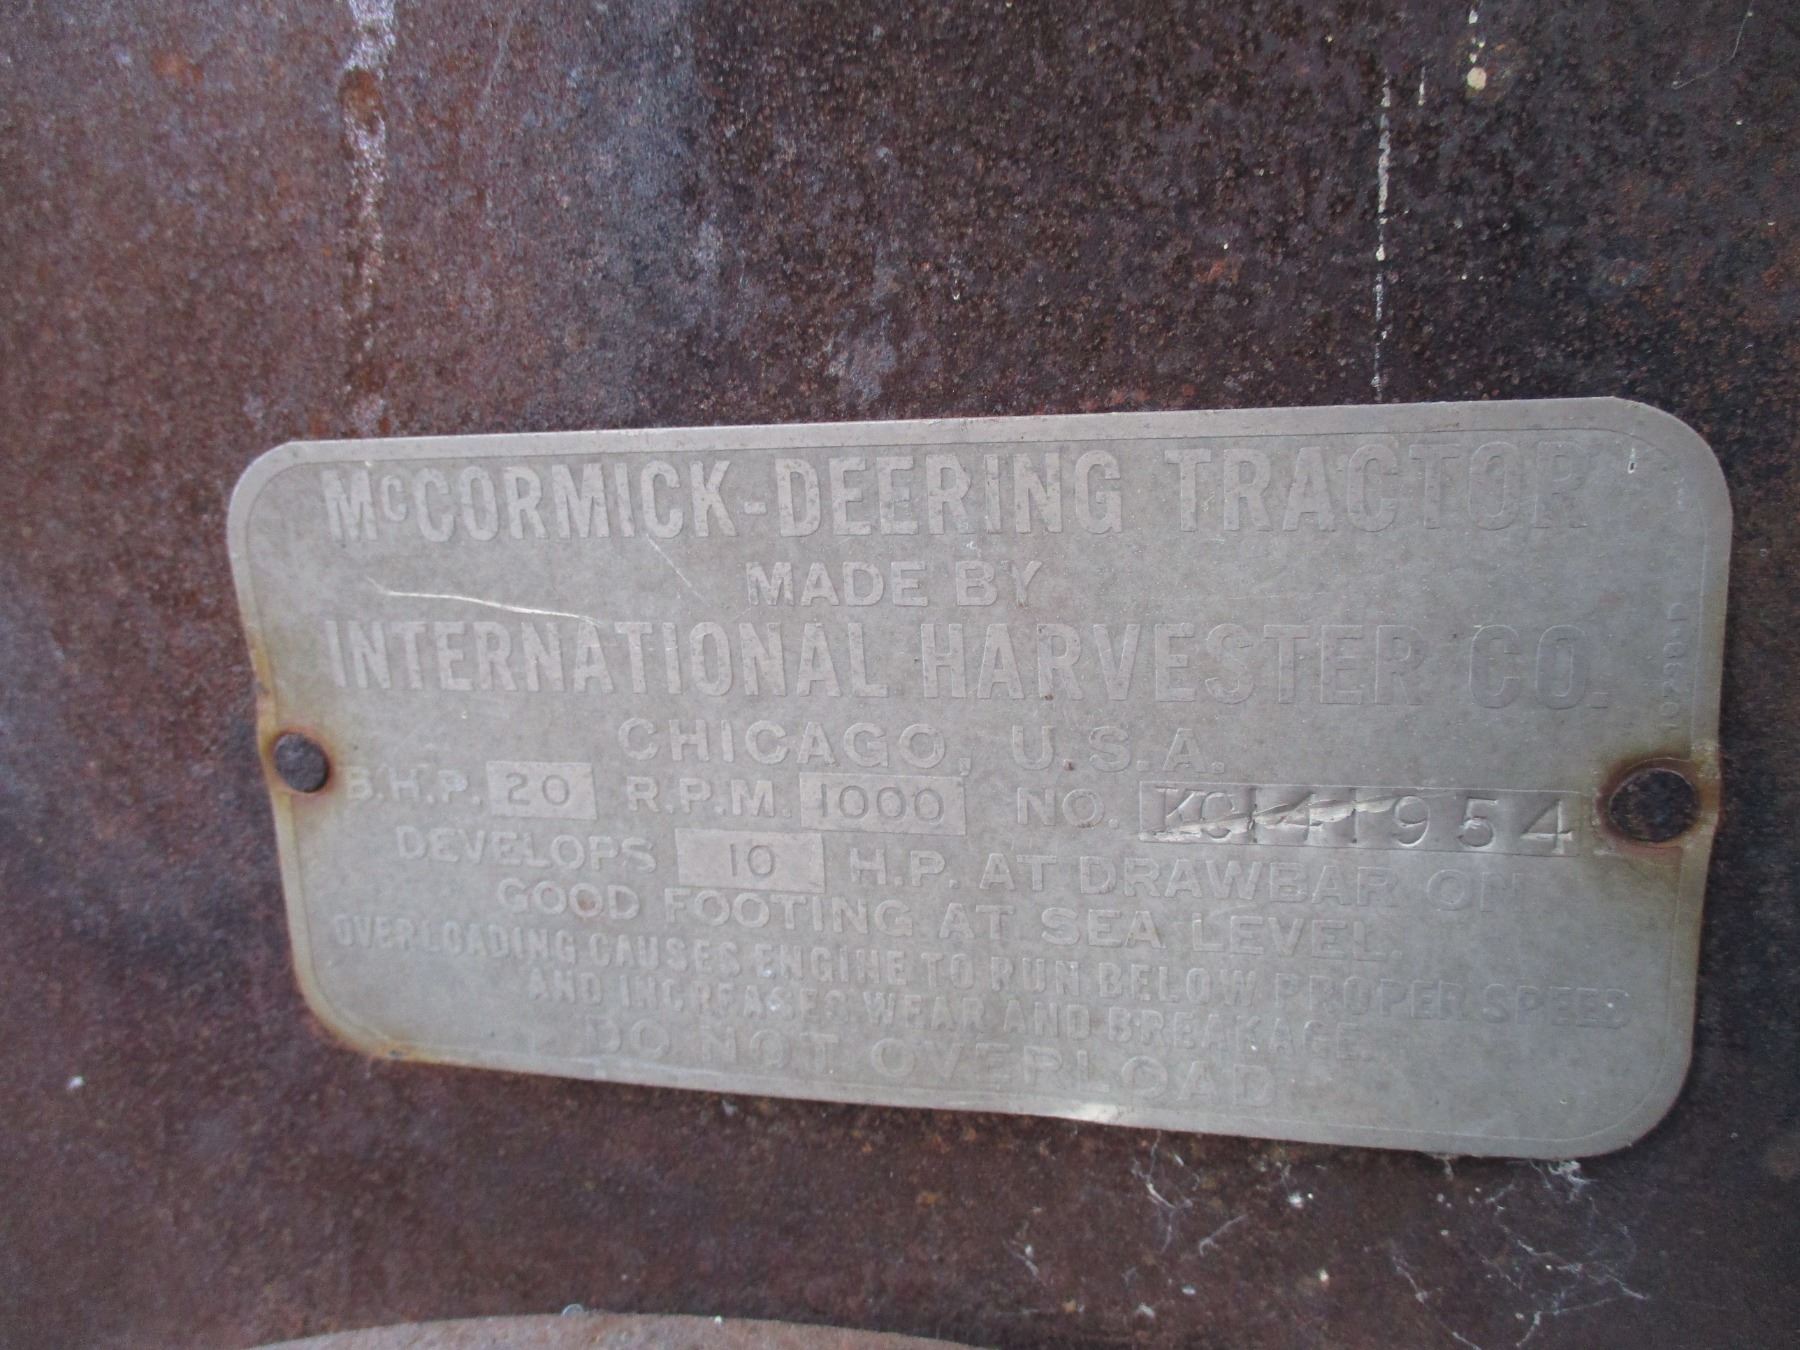 McCORMICK-DEERING TRACTOR
MADE BY
INTERNATIONAL HARVESTER CO.
CHICAGO, U.S.A.
B.H.P. 20 R.P.M. 1000 NO. KC141954
DEVELOPS 10 H.P. AT DRAWBAR ON
GOOD FOOTING AT SEA LEVEL.
OVERLOADING CAUSES ENGINE TO RUN BELOW PROPER SPEED
AND INCREASES WEAR AND BREAKAGE.
DO NOT OVERLOAD